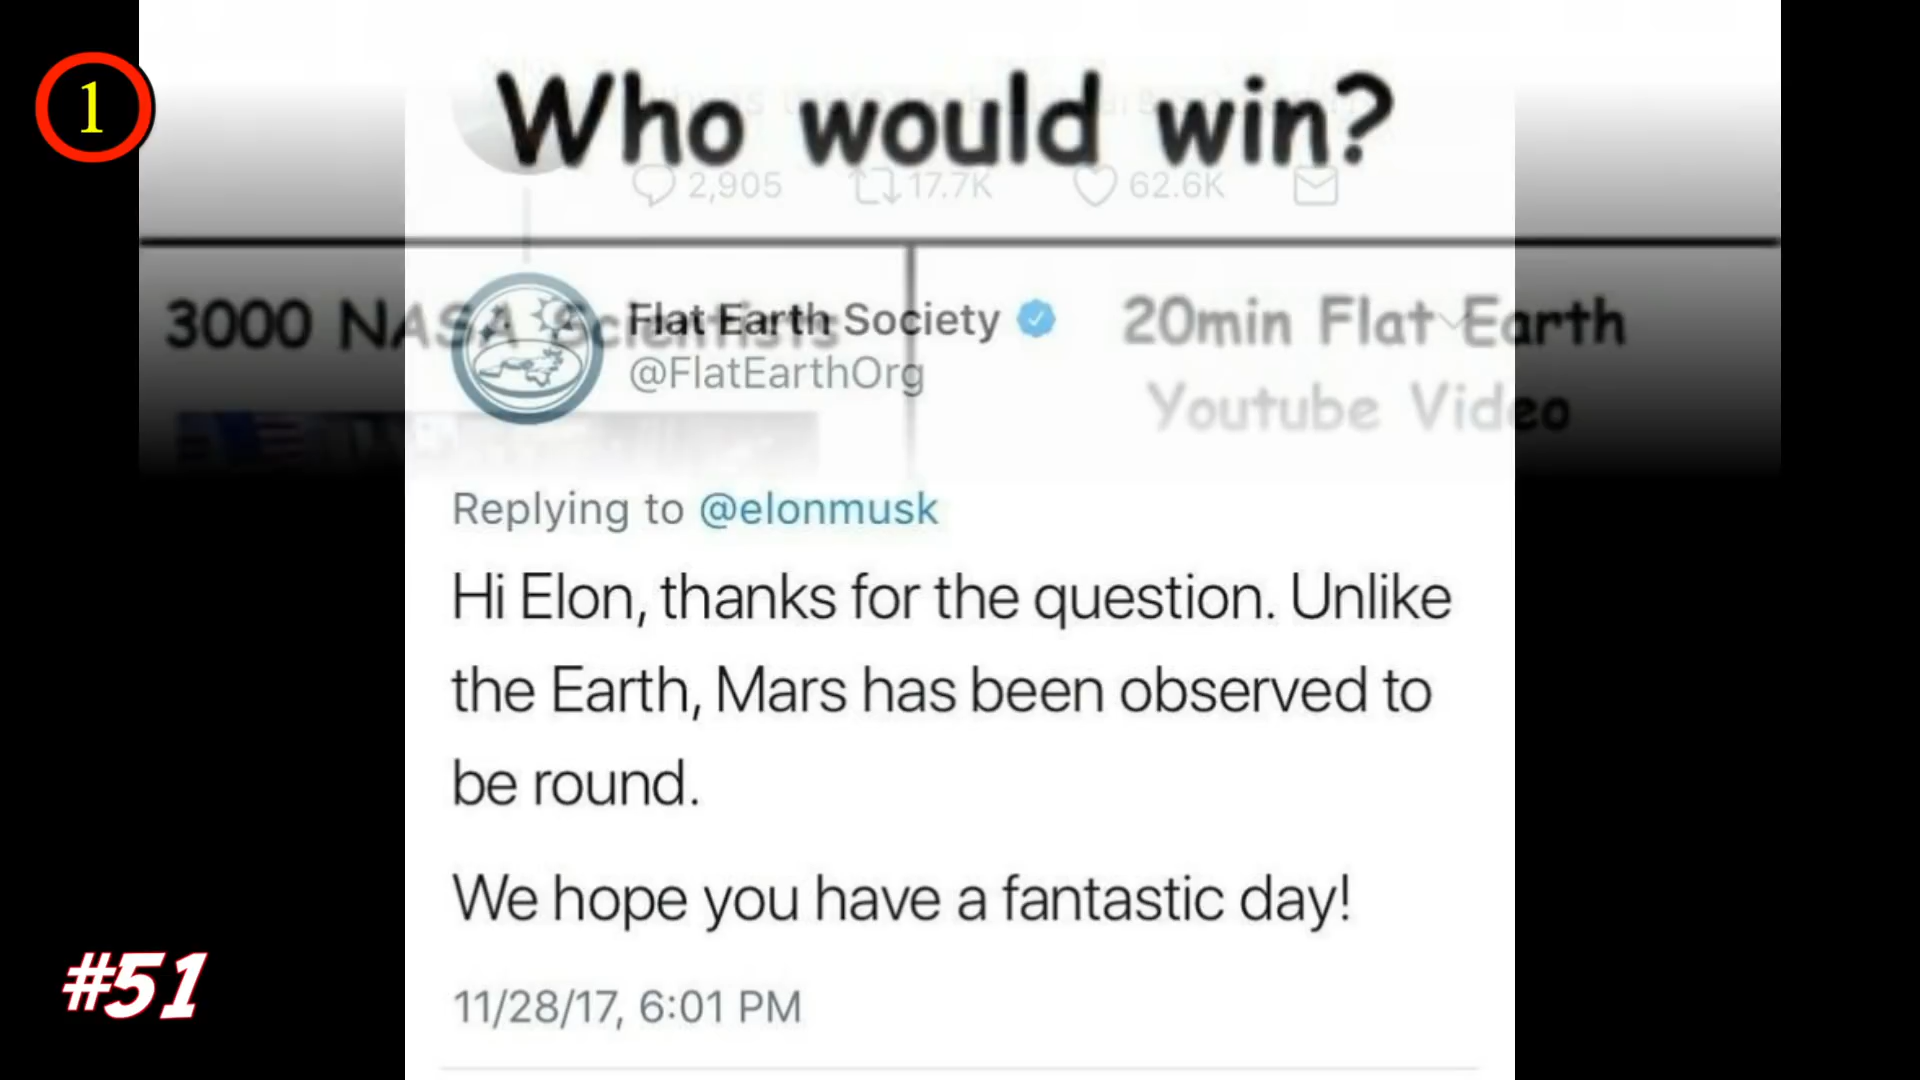 1
Who would win?
2,905 17.7K 62.6K
3000 NASA Scientists
20min Flat Earth
Youtube Video
Flat Earth Society
@FlatEarthOrg
Replying to @elonmusk
Hi Elon, thanks for the question. Unlike
the Earth, Mars has been observed to
be round.
We hope you have a fantastic day!
11/28/17, 6:01 PM
#51